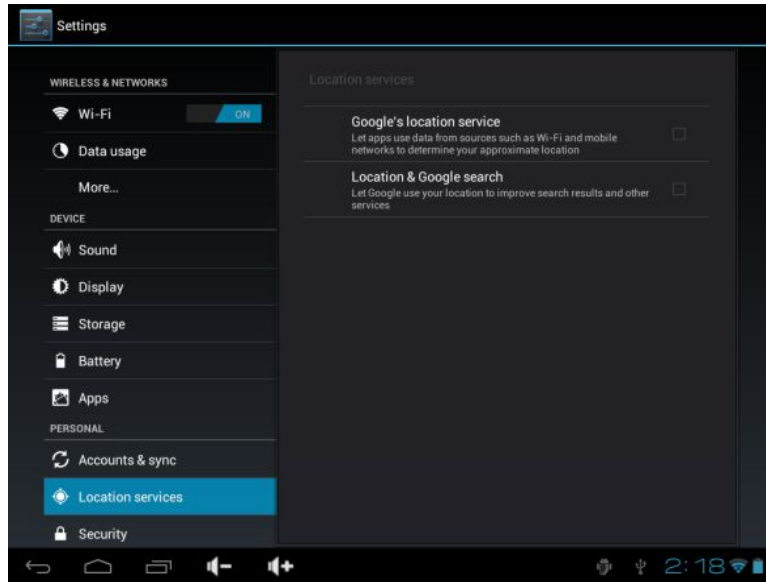 Settings
WIRELESS & NETWORKS
Wi-Fi
ON
Data usage
More...
DEVICE
Sound
Display
Storage
Battery
Apps
PERSONAL
Accounts & sync
Location services
Security
Location services
Google's location service
Let apps use data from sources such as Wi-Fi and mobile
networks to determine your approximate location
Location & Google search
Let Google use your location to improve search results and other
services
2:18